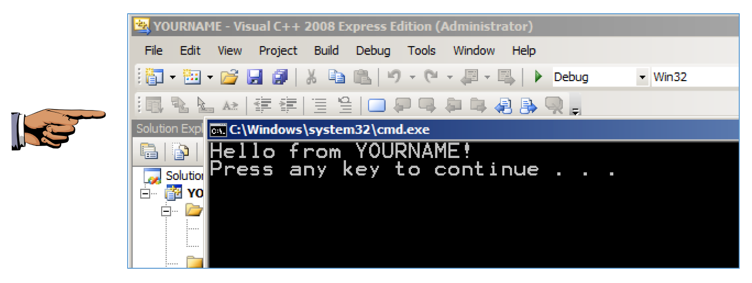 YOURNAME - Visual C++ 2008 Express Edition (Administrator)
File Edit View Project Build Debug Tools Window Help
Debug Win32
Solution Expl
C:\Windows\system32\cmd.exe
Hello from YOURNAME!
Solution
Press any key to continue . . .
YO